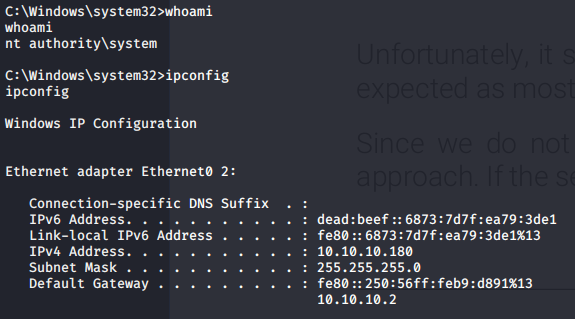 C:\Windows\system32>whoami
whoami
nt authority\system
C:\Windows\system32>ipconfig
ipconfig
Windows IP Configuration
Ethernet adapter Ethernet0 2:
Connection-specific DNS Suffix  . :
IPv6 Address. . . . . . . . . . . : dead:beef::6873:7d7f:ea79:3de1
Link-local IPv6 Address . . . . . : fe80::6873:7d7f:ea79:3de1%13
IPv4 Address. . . . . . . . . . . : 10.10.10.180
Subnet Mask . . . . . . . . . . . : 255.255.255.0
Default Gateway . . . . . . . . . : fe80::250:56ff:feb9:d891%13
10.10.10.2
Unfortunately, it s
expected as most
Since we do not
approach. If the se